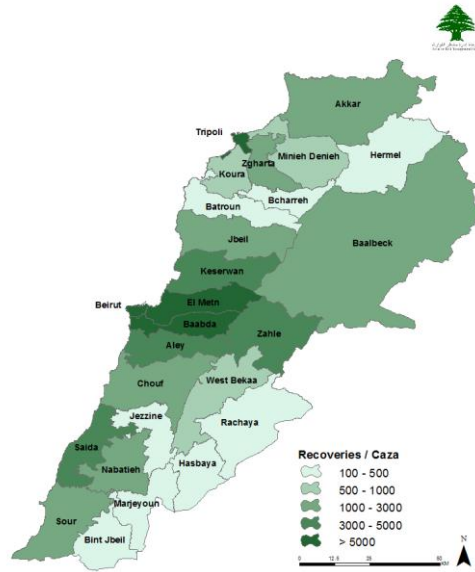 Akkar
Tripoli
Hermel
Minieh Denieh
Zgharta
Koura
Bcharreh
Batroun
Jbeil
Baalbeck
Keserwan
El Metn
Beirut
Baabda
Zahle
Aley
Chouf
West Bekaa
Jezzine
Rachaya
Saida
Hasbaya
Nabatieh
Marjeyoun
Sour
Bint Jbeil
Recoveries / Caza
100 - 500
500 - 1000
1000 - 3000
3000 - 5000
> 5000
N